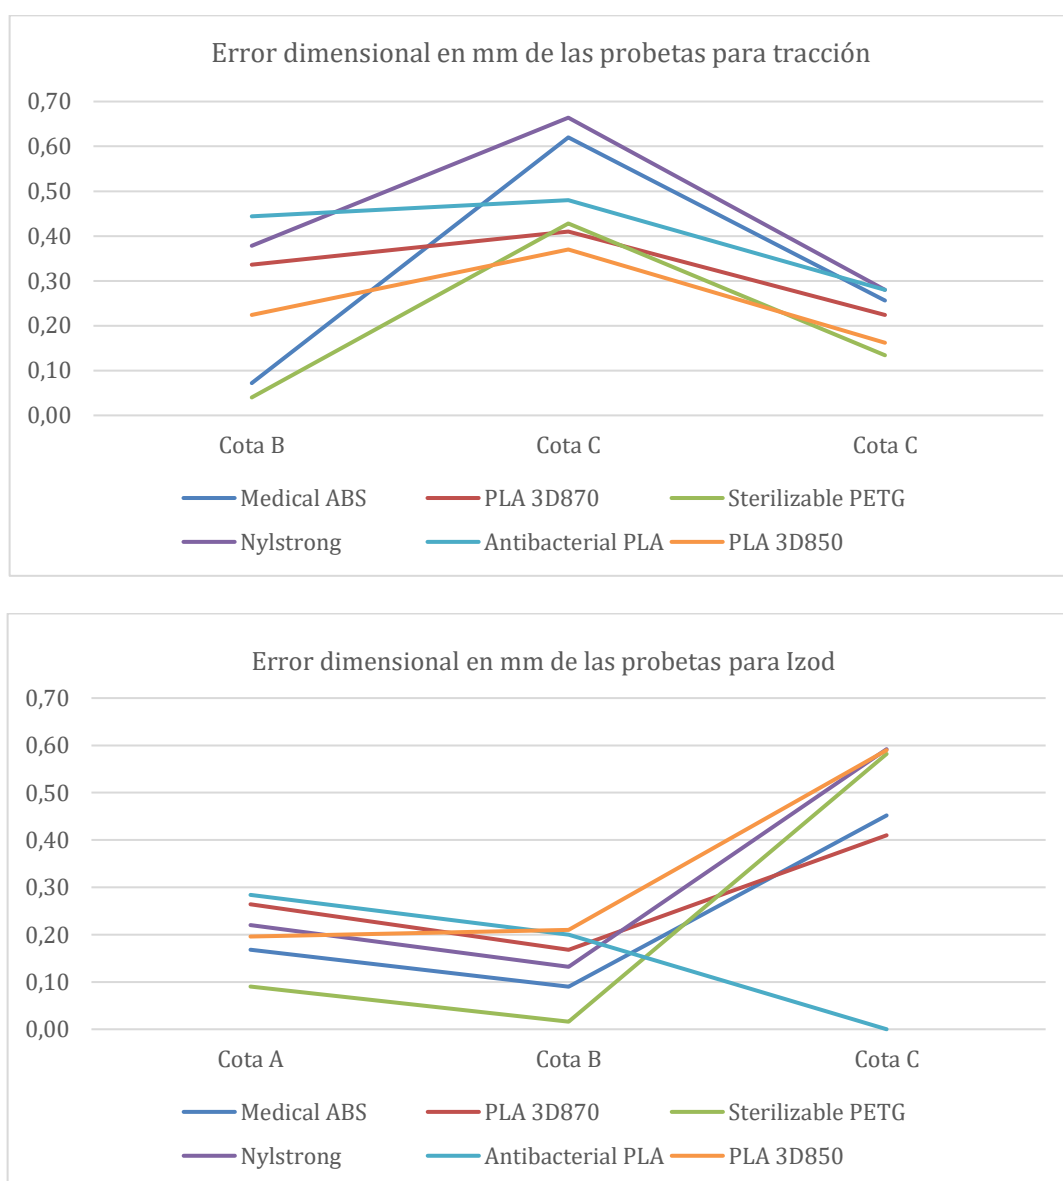 Error dimensional en mm de las probetas para tracción
0,70
0,60
0,50
0,40
0,30
0,20
0,10
0,00
Cota B Cota C Cota C
Medical ABS PLA 3D870 Sterilizable PETG
Nylstrong Antibacterial PLA PLA 3D850
Error dimensional en mm de las probetas para Izod
0,70
0,60
0,50
0,40
0,30
0,20
0,10
0,00
Cota A Cota B Cota C
Medical ABS PLA 3D870 Sterilizable PETG
Nylstrong Antibacterial PLA PLA 3D850